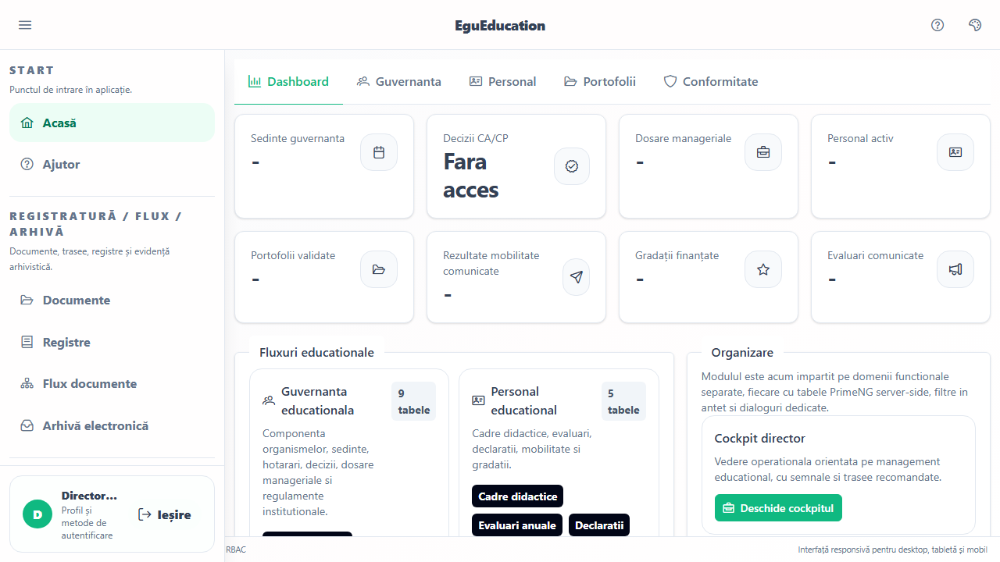 EguEducation
START
Punctul de intrare în aplicație.
Acasă
Ajutor
REGISTRATURĂ / FLUX /
ARHIVĂ
Documente, trasee, registre și evidență
arhivistică.
Documente
Registre
Flux documente
Arhivă electronică
D
Director...
Profil și
metode de
autentificare
Ieșire
Dashboard
Guvernanta
Personal
Portofolii
Conformitate
Sedinte guvernanta
-
Decizii CA/CP
Fara
acces
Dosare manageriale
-
Personal activ
-
Portofolii validate
-
Rezultate mobilitate
comunicate
-
Gradații finanțate
-
Evaluari comunicate
-
Fluxuri educationale
Guvernanta
educationala
9
tabele
Componenta
organismelor, sedinte,
hotarari, decizii, dosare
manageriale si
regulamente
institutionale.
Personal
educational
5
tabele
Cadre didactice, evaluari,
declaratii, mobilitate si
gradatii.
Cadre didactice
Evaluari anuale
Declaratii
Organizare
Modulul este acum impartit pe domenii functionale
separate, fiecare cu tabele PrimeNG server-side, filtre in
antet si dialoguri dedicate.
Cockpit director
Vedere operationala orientata pe management
educational, cu semnale si trasee recomandate.
Deschide cockpitul
RBAC
Interfață responsivă pentru desktop, tabletă și mobil